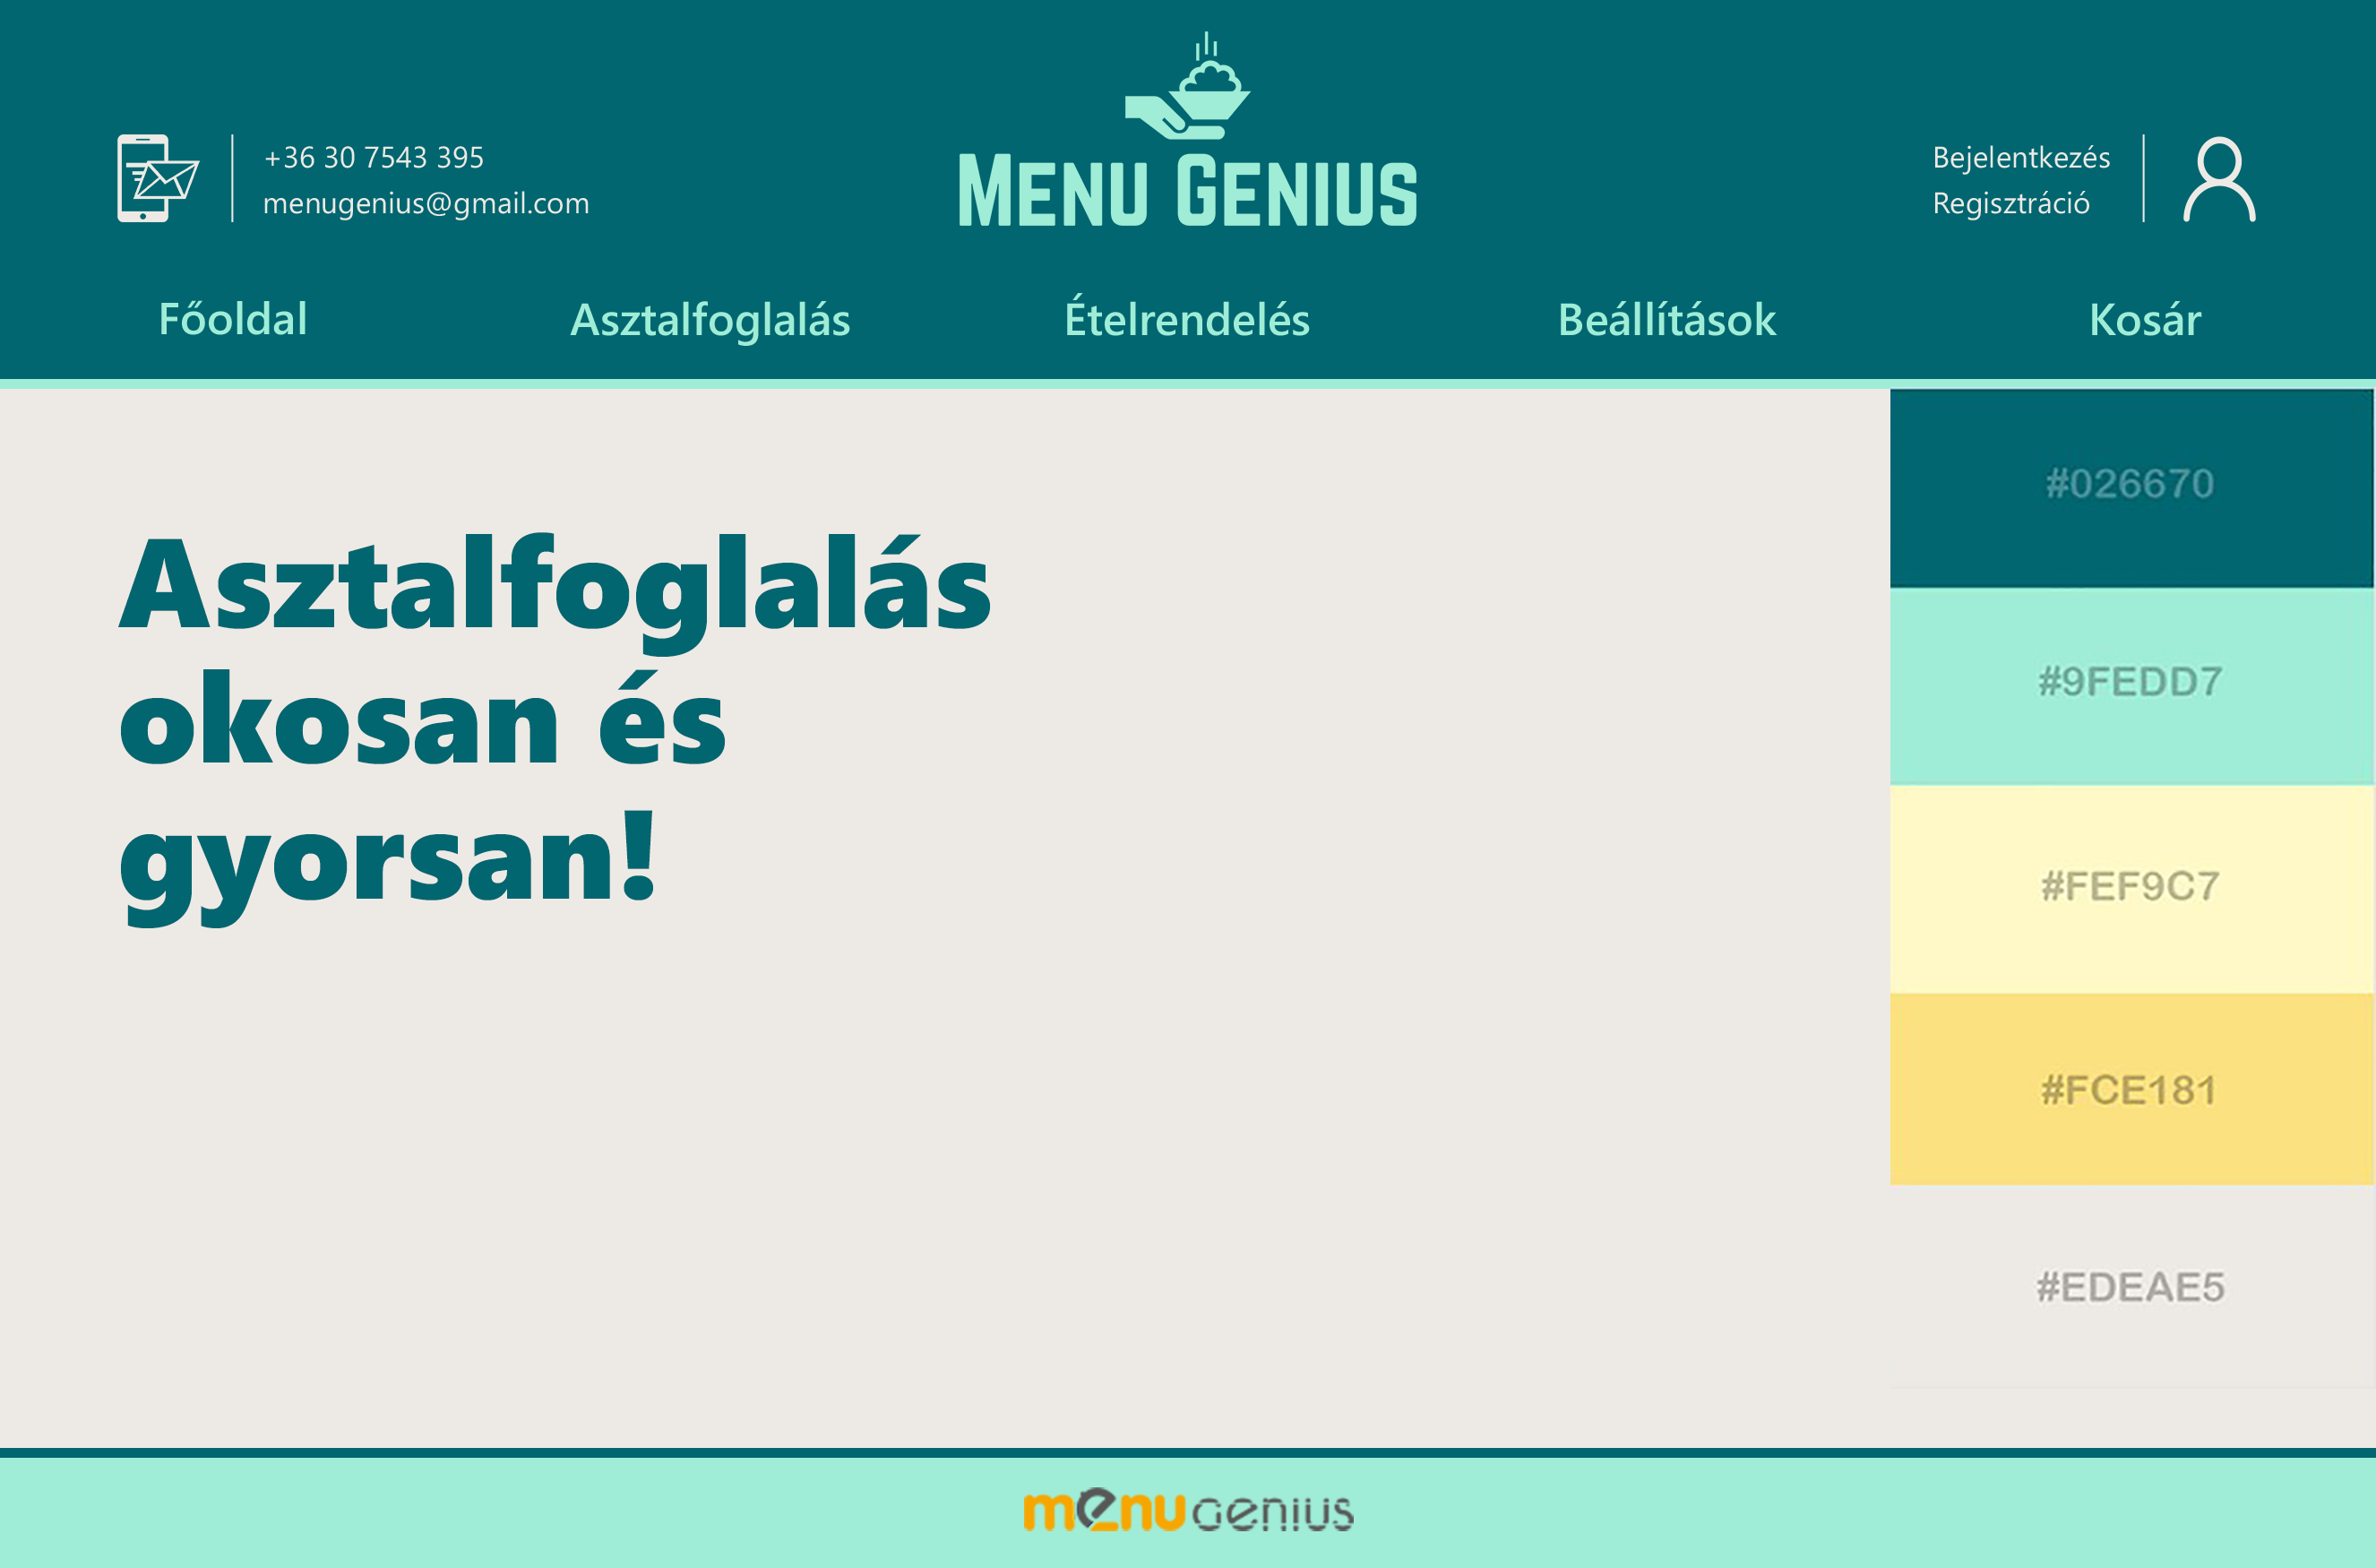 +36 30 7543 395
menugenius@gmail.com
MENU GENIUS
Bejelentkezés
Regisztráció
Főoldal
Asztalfoglalás
Ételrendelés
Beállítások
Kosár
Asztalfoglalás
okosan és
gyorsan!
#026670
#9FEDD7
#FEF9C7
#FCE181
#EDEAE5
menu genius